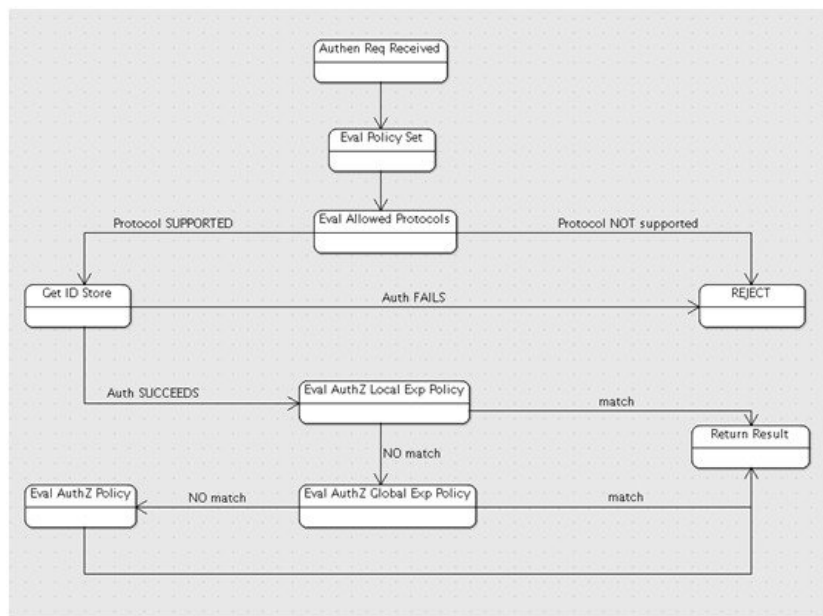 Authen Req Received
Eval Policy Set
Eval Allowed Protocols
Protocol SUPPORTED
Protocol NOT supported
Get ID Store
Auth FAILS
REJECT
Auth SUCCEEDS
Eval AuthZ Local Exp Policy
match
Return Result
NO match
Eval AuthZ Policy
NO match
Eval AuthZ Global Exp Policy
match